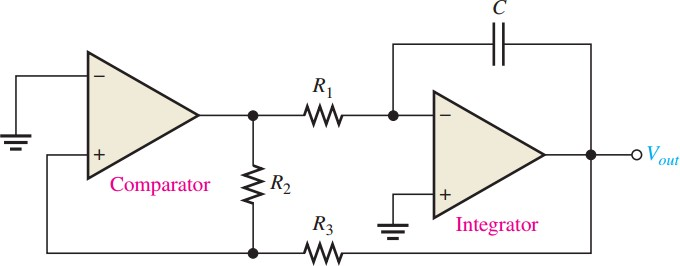 C
R1
−
−
+
R2
Comparator
Vout
+
R3
Integrator